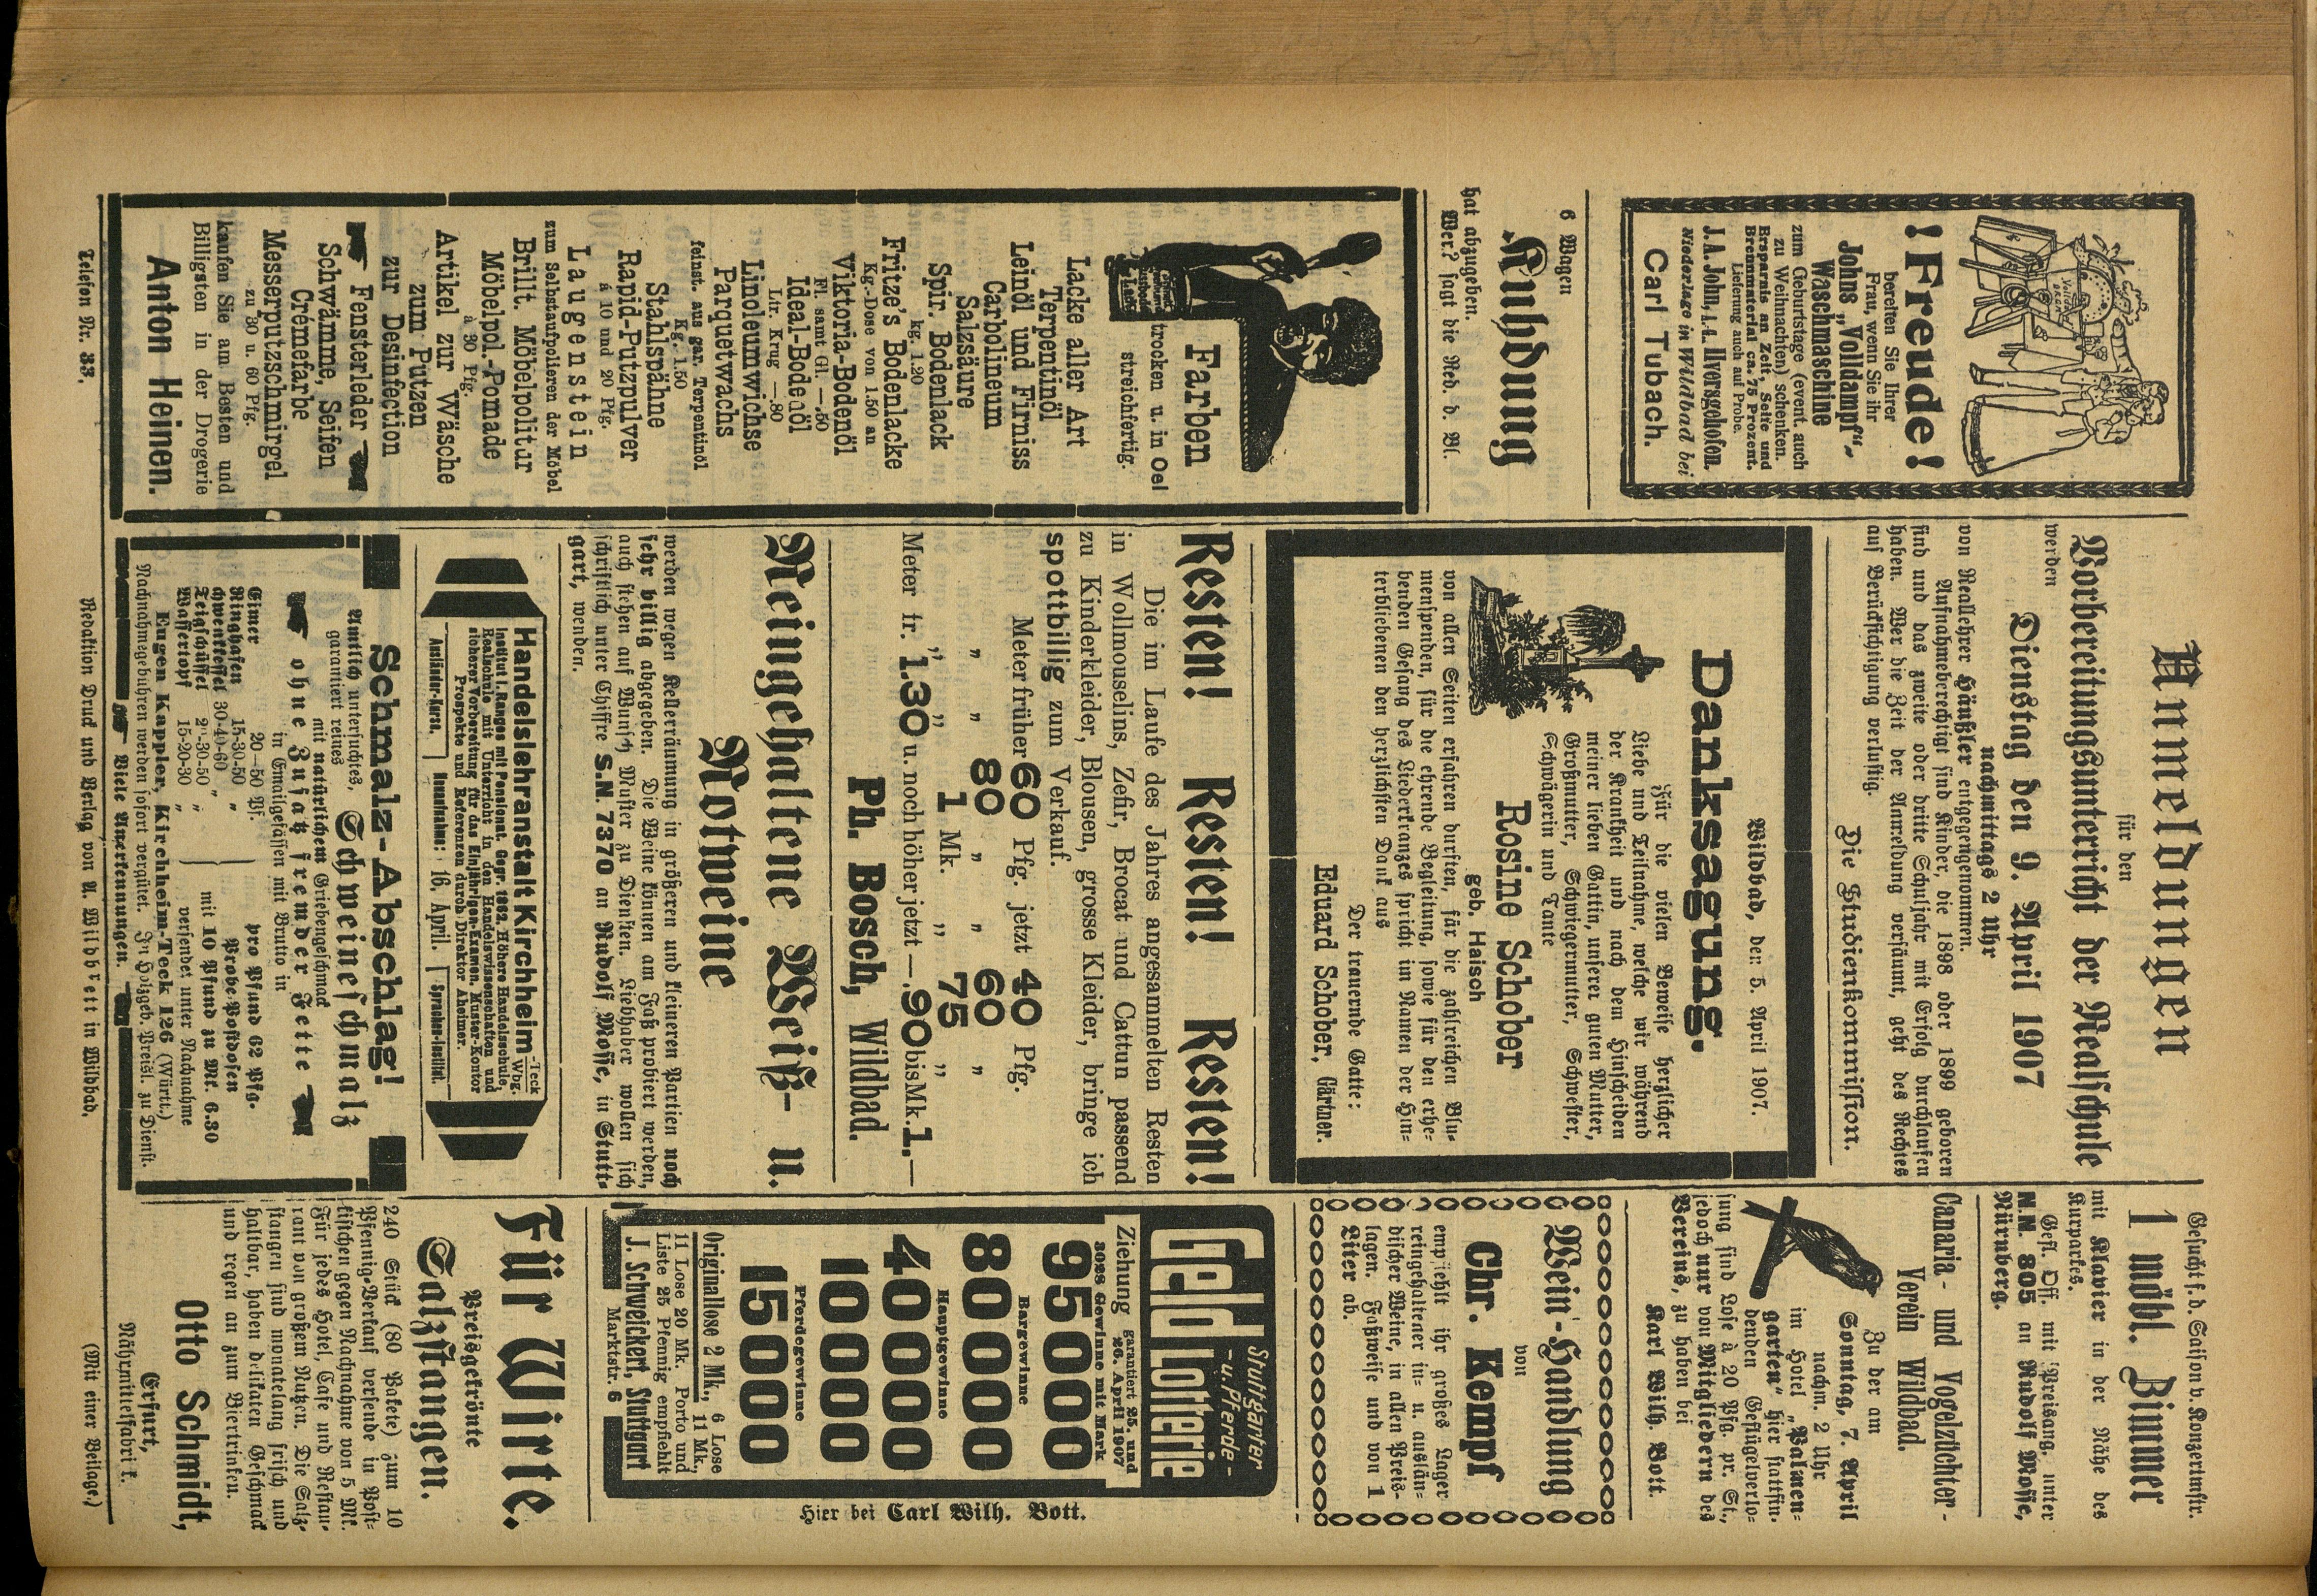 ! Freude !
bereiten Sie Ihrer
Frau, wenn Sie ihr
Johns „Volldampf“-
Waschmaschine
zum Geburtstage (event. auch
zu Weihnachten) schenken.
Ersparnis an Zeit, Seife und
Brennmaterial ca. 75 Prozent.
Lieferung auch auf Probe.
J. A. John, A.-G., Ilversgehofen.
Niederlage in Wildbad bei
Carl Tubach.
6 Wagen
Kuhdung
hat abzugeben.
Wer? sagt die Red. d. Bl.
Farben
trocken u. in Oel
streichfertig.
Lacke aller Art
Terpentinöl
Leinöl und Firniss
Carbolineum
Salzsäure
Spir. Bodenlack
kg. 1.20
Fritze's Bodenlacke
Kg.-Dose von 1.50 an
Viktoria-Bodenöl
Fl. samt Gl. —.50
Ideal-Bodenöl
Ltr. Krug —.80
Linoleumwichse
Parquetwachs
feinst. aus gar. Terpentinöl
Kg. 1.50
Stahlspähne
Rapid-Putzpulver
à 10 und 20 Pfg.
Laugenstein
zum Selbstaufpolieren der Möbel
Brillt. Möbelpolitur
Möbelpol.-Pomade
à 30 Pfg.
Artikel zur Wäsche
zum Putzen
zur Desinfection
Fensterleder
Schwämme, Seifen
Crémefarbe
Messerputzschmirgel
zu 30 u. 60 Pfg.
kaufen Sie am Besten und
Billigsten in der Drogerie
Anton Heinen.
Telefon Nr. 33.
Anmeldungen
für den
Vorbereitungsunterricht der Realschule
werden
Dienstag den 9. April 1907
nachmittags 2 Uhr
von Reallehrer Häußler entgegengenommen.
Aufnahmeberechtigt sind Kinder, die 1898 oder 1899 geboren
sind und das zweite oder dritte Schuljahr mit Erfolg durchlaufen
haben. Wer die Zeit der Anmeldung versäumt, geht des Rechtes
auf Berücksichtigung verlustig.
Die Studienkommission.
Wildbad, den 5. April 1907.
Danksagung.
Für die vielen Beweise herzlicher
Liebe und Teilnahme, welche wir während
der Krankheit und nach dem Hinscheiden
meiner lieben Gattin, unserer guten Mutter,
Großmutter, Schwiegermutter, Schwester,
Schwägerin und Tante
Rosine Schober
geb. Haisch
von allen Seiten erfahren durften, für die zahlreichen Blu-
menspenden, für die ehrende Begleitung, sowie für den erhe-
benden Gesang des Liederkranzes spricht im Namen der Hin-
terbliebenen den herzlichsten Dank aus
Der trauernde Gatte:
Eduard Schober, Gärtner.
Resten! Resten! Resten!
Die im Laufe des Jahres angesammelten Resten
in Wollmouselins, Zefir, Brocat und Cattun passend
zu Kinderkleider, Blousen, grosse Kleider, bringe ich
spottbillig zum Verkauf.
Meter früher 60 Pfg. jetzt 40 Pfg.
„ „ 80 „ „ 60 „
„ „ 1 Mk. „ 75 „
Meter fr. 1.30 u. noch höher jetzt —.90 bis Mk. 1.—
Ph. Bosch, Wildbad.
Reingehaltene Weiß- u.
Rotweine
werden wegen Kellerräumung in größeren und kleineren Partien noch
sehr billig abgegeben. Die Weine können am Faß probiert werden,
auch stehen auf Wunsch Muster zu Diensten. Liebhaber wollen sich
schriftlich unter Chiffre S.N. 7370 an Rudolf Mosse, in Stutt-
gart, wenden.
Handelslehranstalt Kirchheim -Teck Wbg.
Institut I. Ranges mit Pensionat. Gegr. 1862. Höhere Handelsschule,
Realschule mit Unterricht in den Handelswissenschaften und
sicherer Vorbereitung für das Einjährigen-Examen. Muster-Kontor
Prospekte und Referenzen durch Direktor Aheimer.
Ausländer-Kurse. Neuaufnahme: 16. April. Sprachen-Institut.
Schmalz-Abschlag!
Amtlich untersuchtes,
garantiert reines Schweineschmalz
mit natürlichem Griebengeschmack
ohne Zusatz fremder Fette
in Emailgefäßen mit Brutto in
Eimer 20—50 Pf.
Ringhafen 15-30-50 „
Schwenkkessel 30-40-60 „
Teigschüssel 20-30-50 „
Wassertopf 15-20-30 „
pro Pfund 62 Pfg.
Probe-Postdosen
mit 10 Pfund zu Mk. 6.30
versendet unter Nachnahme
Eugen Kappler, Kirchheim-Teck 126 (Württ.)
Nachnahmegebühren werden sofort vergütet. In Holzgeb. Preisl. zu Dienst.
Viele Anerkennungen.
Redaktion Druck und Verlag von A. Wildbrett in Wildbad.
Gesucht f. d. Saison v. Konzertmstr.
1 möbl. Zimmer
mit Klavier in der Nähe des
Kurparkes.
Gefl. Off. mit Preisang. unter
M.N. 805 an Rudolf Mosse,
Nürnberg.
Canaria- und Vogelzüchter-
Verein Wildbad.
Zu der am
Sonntag, 7. April
nachm. 2 Uhr
im Hotel „Palmen-
garten“ hier stattfin-
denden Geflügelverlo-
sung sind Lose à 20 Pfg. pr. St.,
jedoch nur von Mitgliedern des
Vereins, zu haben bei
Karl Wilh. Bott.
Wein-Handlung
von
Chr. Kempf
empfiehlt ihr großes Lager
reingehaltener in- u. auslän-
discher Weine, in allen Preis-
lagen. Faßweise und von 1
Liter ab.
Stuttgarter
Geld- u. Pferde-
Lotterie
Ziehung garantiert 25. und 26. April 1907
3028 Gewinne mit Mark
95000
Bargewinne
80000
Hauptgewinne
40000
10000
Pferdegewinne
15000
Originallose 2 Mk., 6 Lose 11 Mk.,
11 Lose 20 Mk. Porto und
Liste 25 Pfennig empfiehlt
J. Schweickert, Stuttgart
Marktstr. 6
Hier bei Carl Wilh. Bott.
Für Wirte.
Preisgekrönte
Salzstangen.
240 Stück (80 Pakete) zum 10
Pfennig-Verkauf versende in Post-
kistchen gegen Nachnahme von 5 Mk.
Für jedes Hotel, Cafe und Restau-
rant von großem Nutzen. Die Salz-
stangen sind monatelang frisch und
haltbar, haben delikaten Geschmack
und regen an zum Biertrinken.
Otto Schmidt,
Erfurt,
Nährmittelfabrik.
(Mit einer Beilage.)